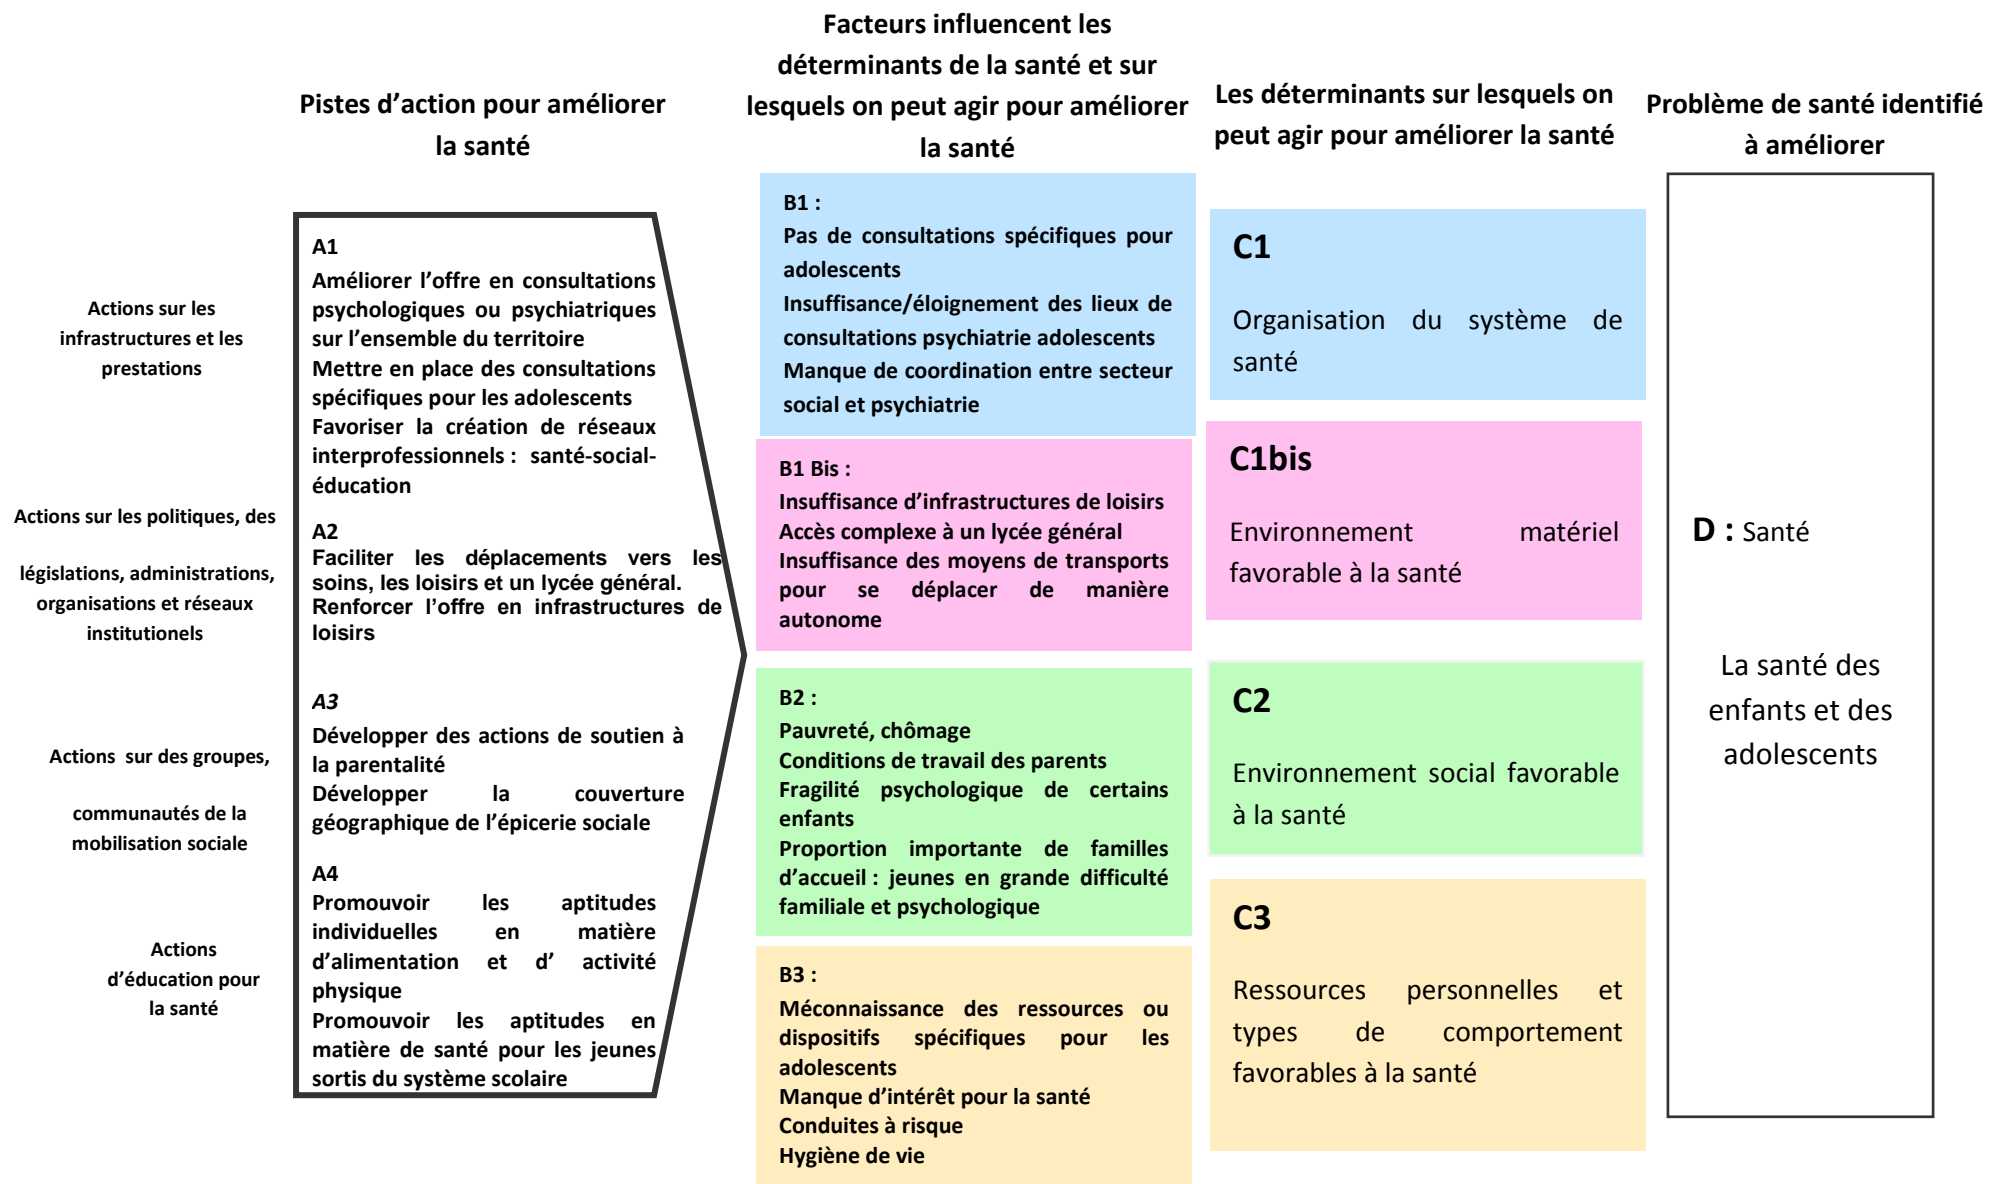 Pistes d’action pour améliorer
la santé
Facteurs influencent les
déterminants de la santé et sur
lesquels on peut agir pour améliorer
la santé
Les déterminants sur lesquels on
peut agir pour améliorer la santé
Problème de santé identifié
à améliorer
Actions sur les
infrastructures et les
prestations
Actions sur les politiques, des
législations, administrations,
organisations et réseaux
institutionels
Actions  sur des groupes,
communautés de la
mobilisation sociale
Actions
d’éducation pour
la santé
A1
Améliorer l’offre en consultations
psychologiques ou psychiatriques
sur l’ensemble du territoire
Mettre en place des consultations
spécifiques pour les adolescents
Favoriser la création de réseaux
interprofessionnels : santé-social-
éducation
A2
Faciliter les déplacements vers les
soins, les loisirs et un lycée général.
Renforcer l’offre en infrastructures de
loisirs
A3
Développer des actions de soutien à
la parentalité
Développer la couverture
géographique de l’épicerie sociale
A4
Promouvoir les aptitudes
individuelles en matière
d’alimentation et d’ activité
physique
Promouvoir les aptitudes en
matière de santé pour les jeunes
sortis du système scolaire
B1 :
Pas de consultations spécifiques pour
adolescents
Insuffisance/éloignement des lieux de
consultations psychiatrie adolescents
Manque de coordination entre secteur
social et psychiatrie
B1 Bis :
Insuffisance d’infrastructures de loisirs
Accès complexe à un lycée général
Insuffisance des moyens de transports
pour se déplacer de manière
autonome
B2 :
Pauvreté, chômage
Conditions de travail des parents
Fragilité psychologique de certains
enfants
Proportion importante de familles
d’accueil : jeunes en grande difficulté
familiale et psychologique
B3 :
Méconnaissance des ressources ou
dispositifs spécifiques pour les
adolescents
Manque d’intérêt pour la santé
Conduites à risque
Hygiène de vie
C1
Organisation du système de
santé
C1bis
Environnement matériel
favorable à la santé
C2
Environnement social favorable
à la santé
C3
Ressources personnelles et
types de comportement
favorables à la santé
D : Santé
La santé des
enfants et des
adolescents